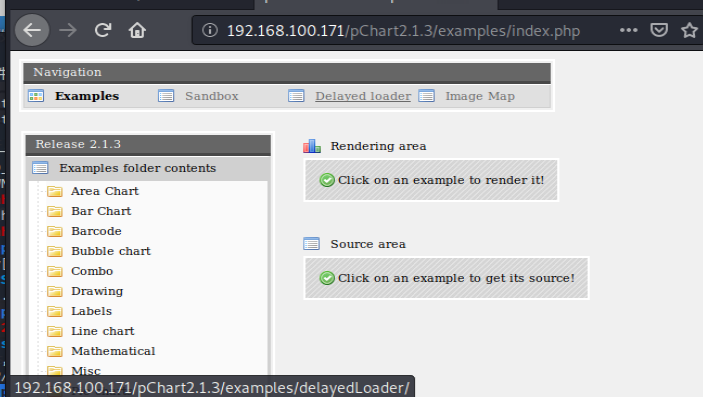 192.168.100.171/pChart2.1.3/examples/index.php
Navigation
Examples Sandbox Delayed loader Image Map
Release 2.1.3
Examples folder contents
Area Chart
Bar Chart
Barcode
Bubble chart
Combo
Drawing
Labels
Line chart
Mathematical
Misc
Rendering area
Click on an example to render it!
Source area
Click on an example to get its source!
192.168.100.171/pChart2.1.3/examples/delayedLoader/